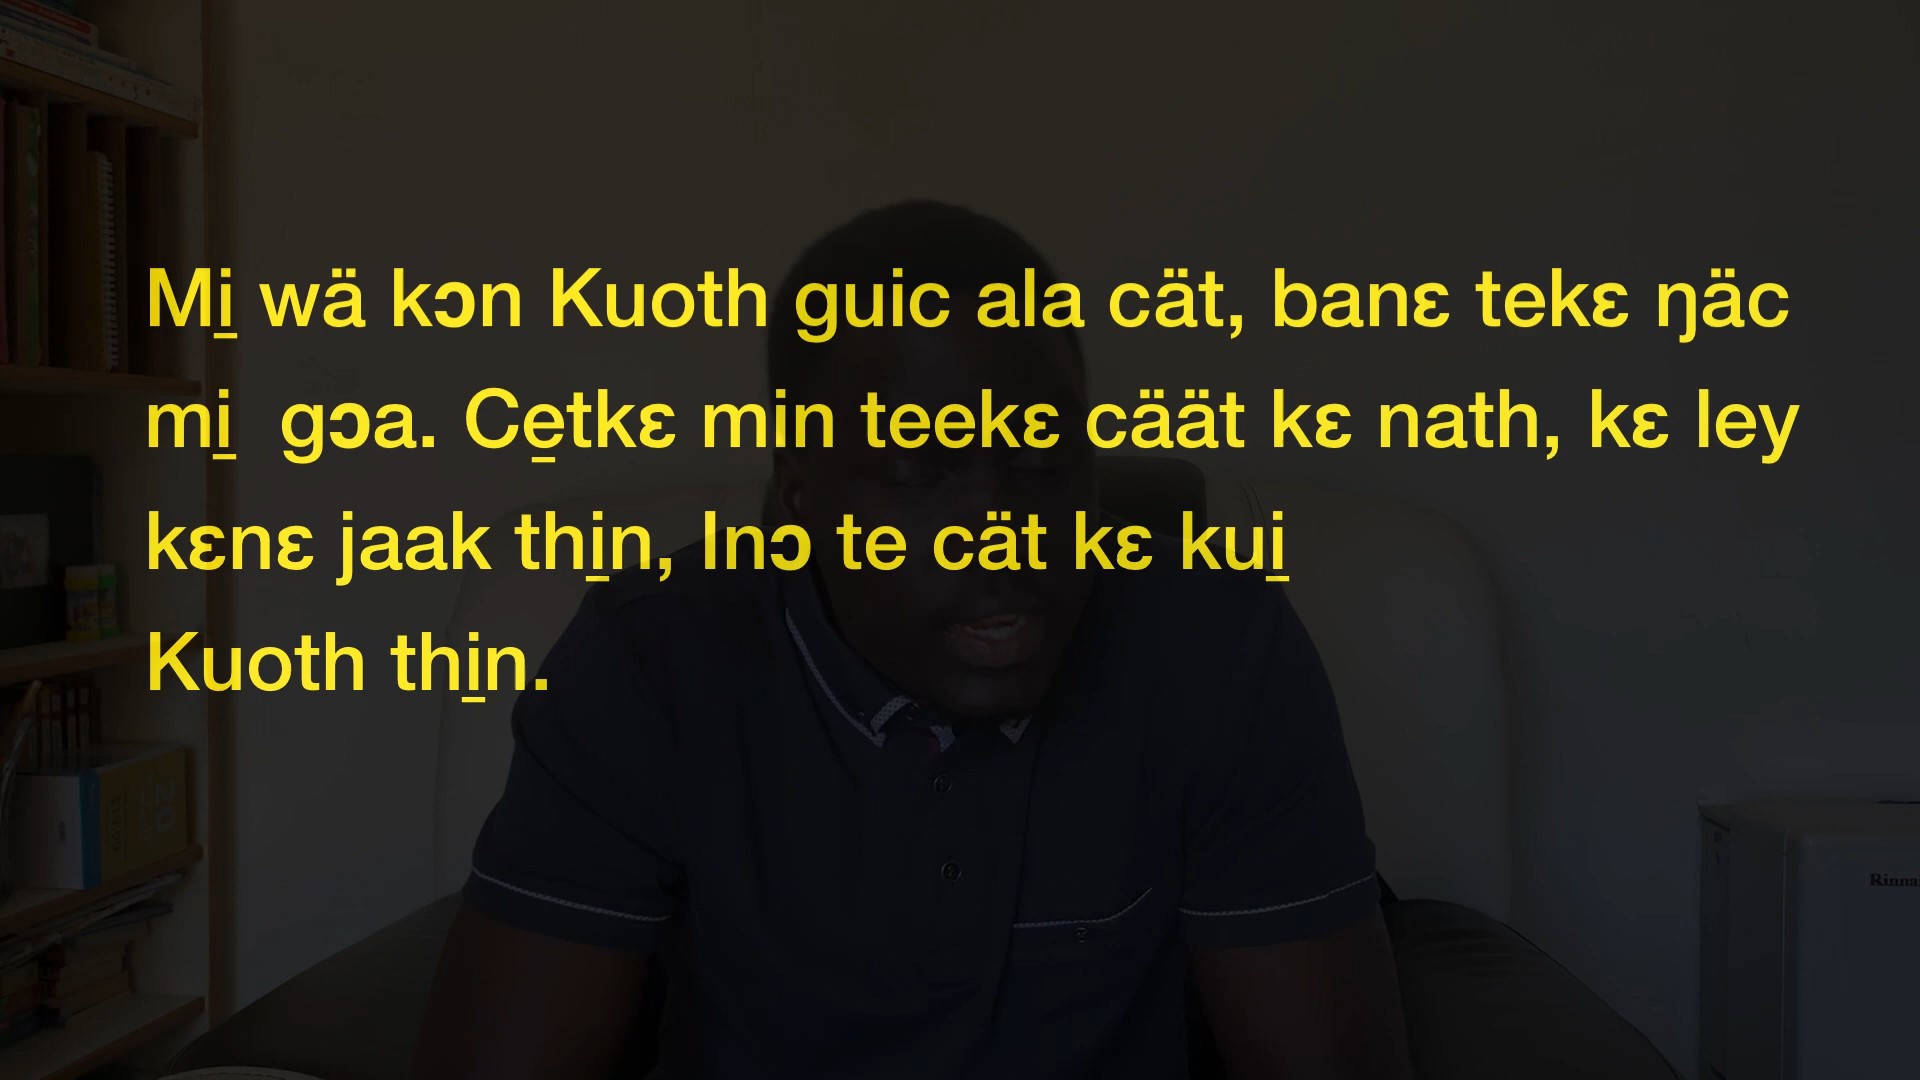 Mi̱ wä kɔn Kuoth guic ala cät, banɛ tekɛ ŋäc
mi̱ gɔa. Ce̱tkɛ min teekɛ cäät kɛ nath, kɛ ley
kɛnɛ jaak thi̱n, Inɔ te cät kɛ kui̱
Kuoth thi̱n.